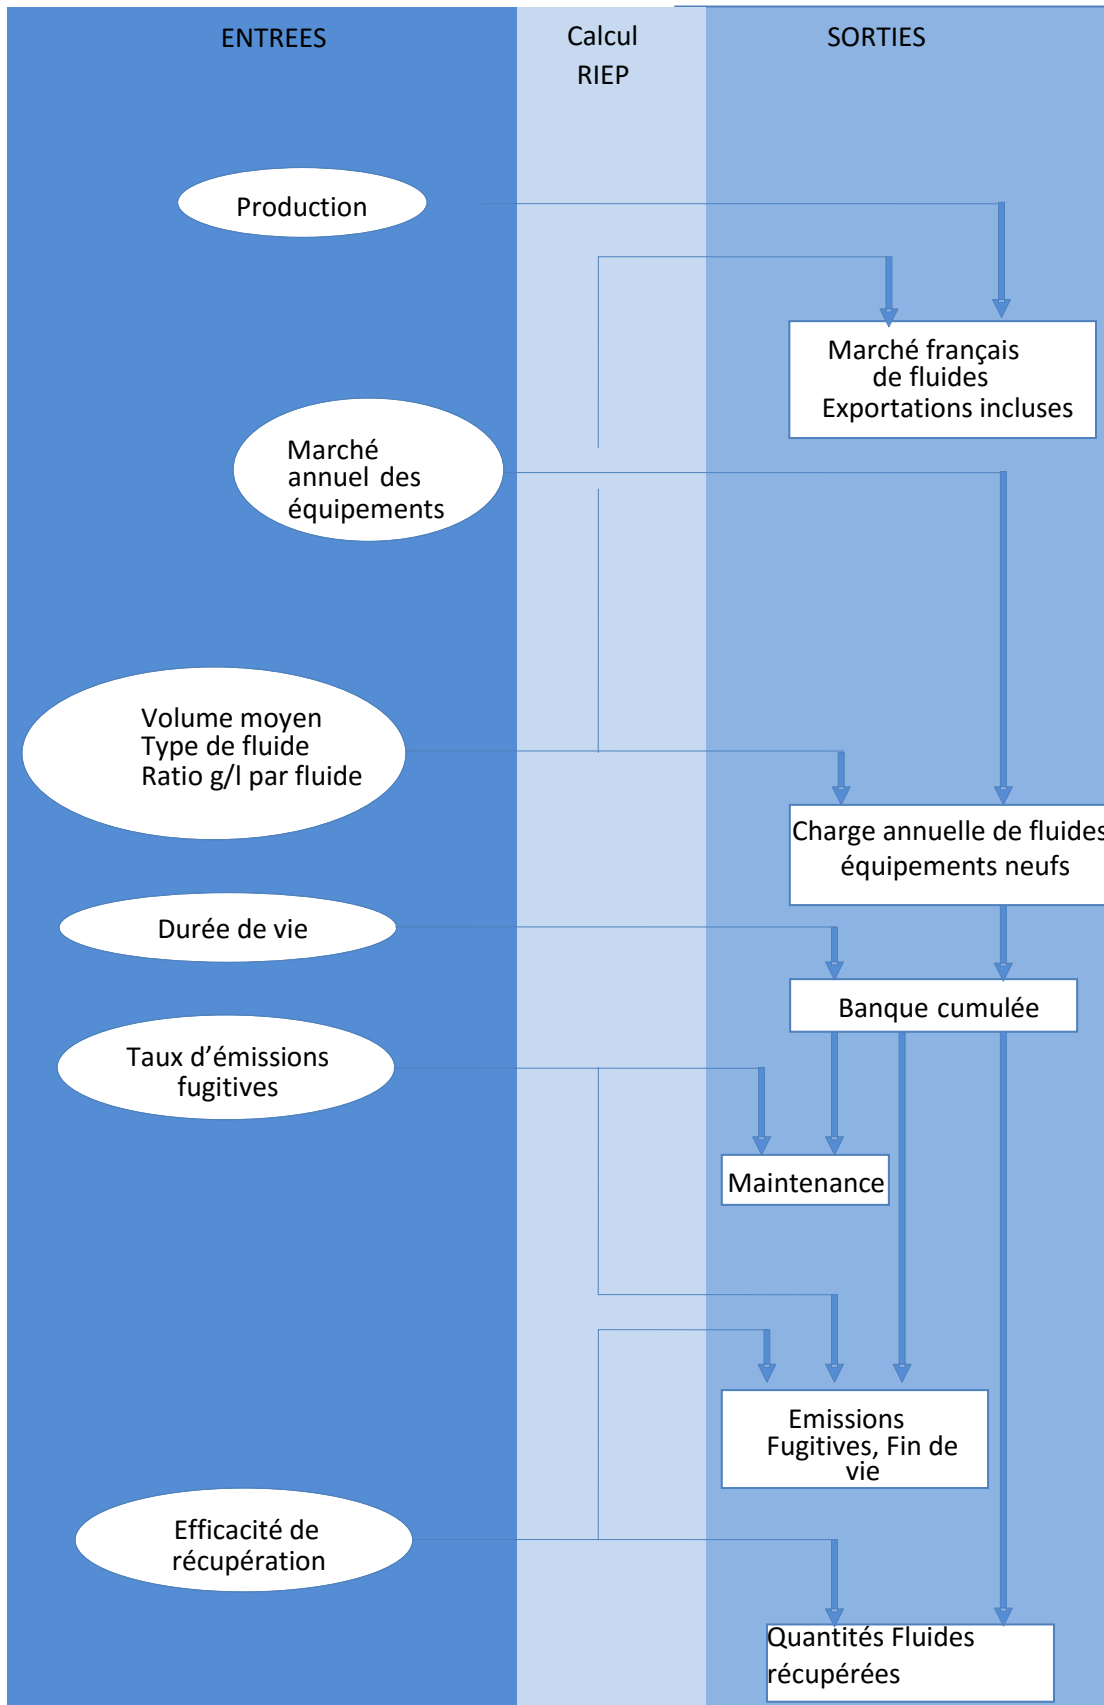 ENTREES
Calcul
RIEP
SORTIES
Production
Marché français
de fluides
Exportations incluses
Marché
annuel des
équipements
Volume moyen
Type de fluide
Ratio g/l par fluide
Charge annuelle de fluides
équipements neufs
Durée de vie
Banque cumulée
Taux d’émissions
fugitives
Maintenance
Emissions
Fugitives, Fin de
vie
Efficacité de
récupération
Quantités Fluides
récupérées